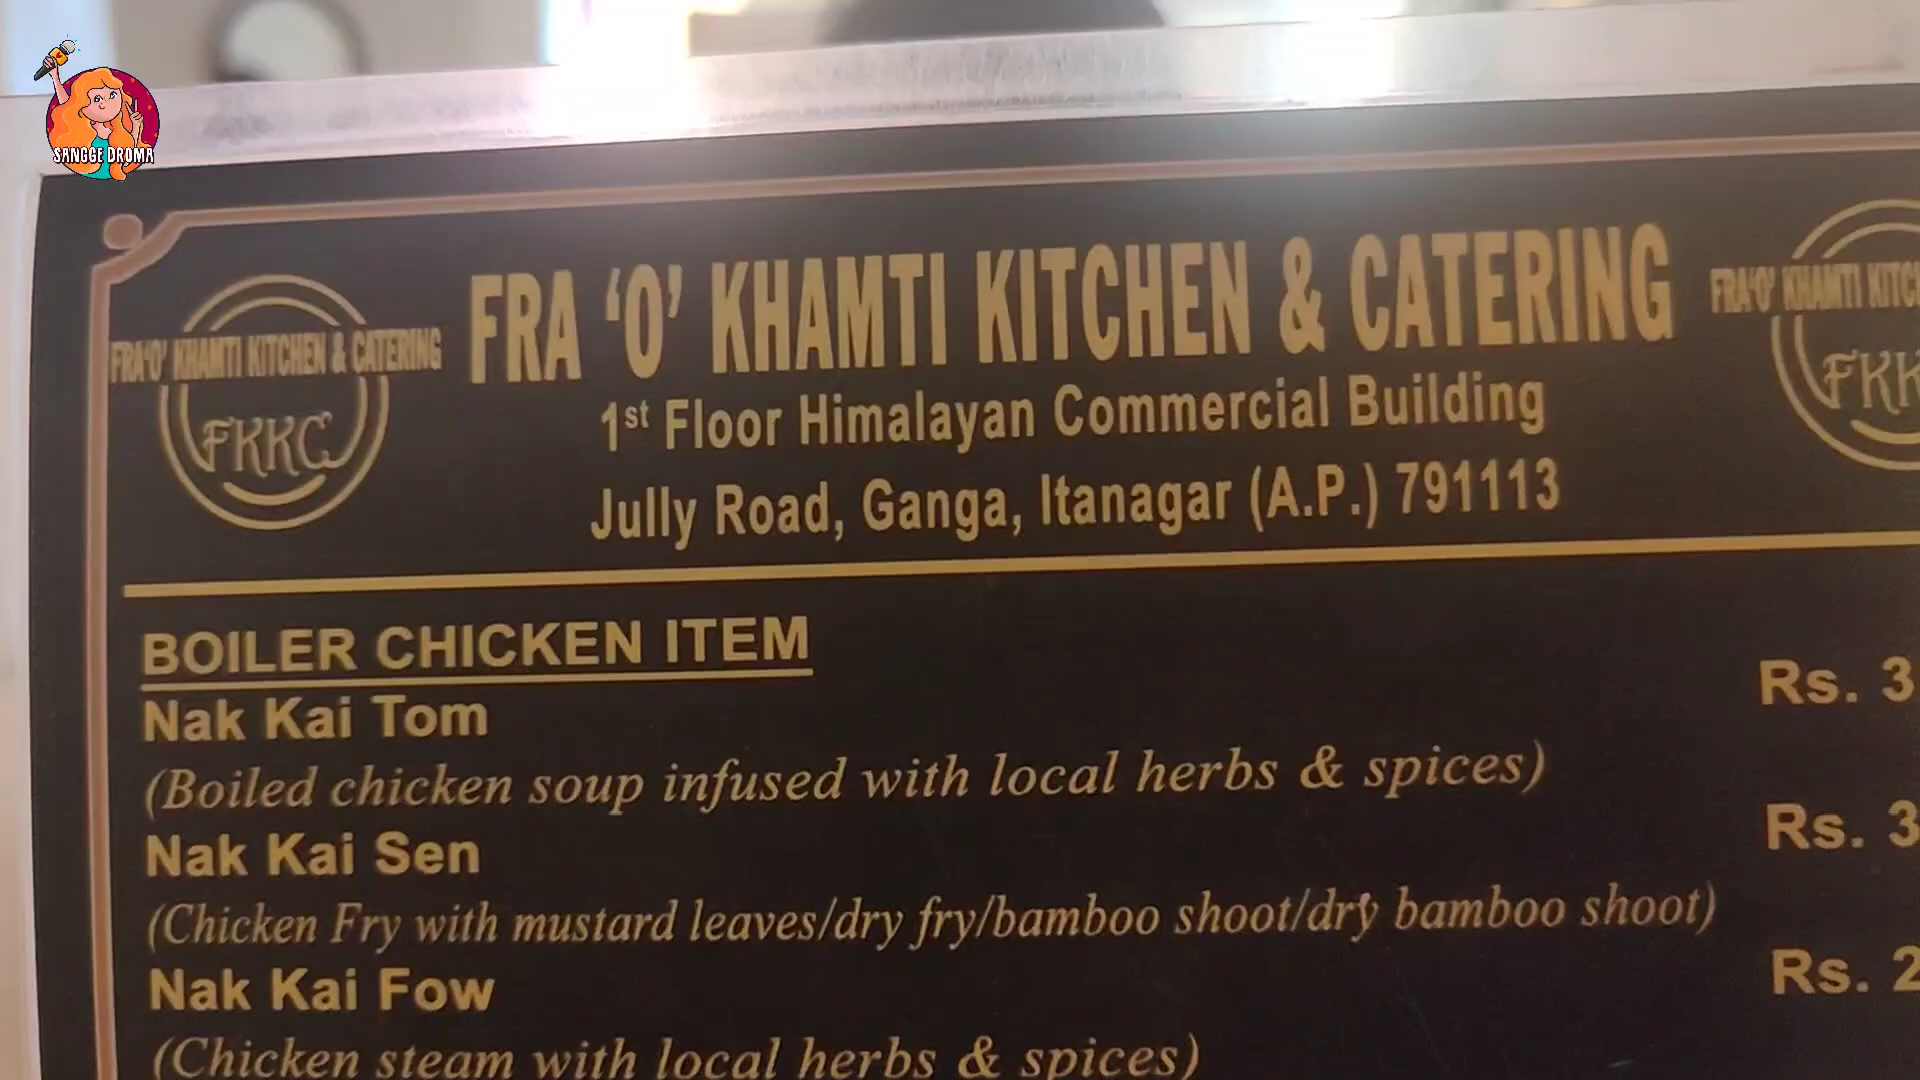 SANGGE DROMA
FRA 'O' KHAMTI KITCHEN & CATERING
FKKC
FRA 'O' KHAMTI KITCHEN & CATERING
1st Floor Himalayan Commercial Building
Jully Road, Ganga, Itanagar (A.P.) 791113
FRA 'O' KHAMTI
BOILER CHICKEN ITEM
Nak Kai Tom Rs. 3
(Boiled chicken soup infused with local herbs & spices)
Nak Kai Sen Rs. 3
(Chicken Fry with mustard leaves/dry fry/bamboo shoot/dry bamboo shoot)
Nak Kai Fow Rs. 2
(Chicken steam with local herbs & spices)